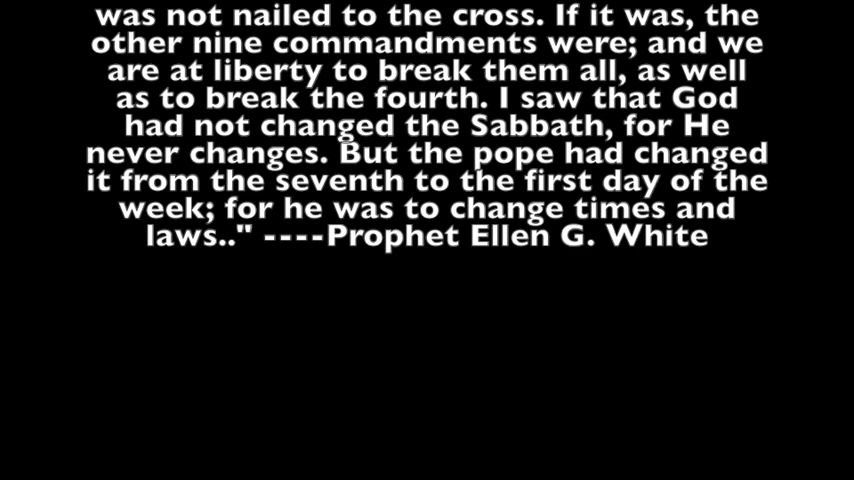 was not nailed to the cross. If it was, the
other nine commandments were; and we
are at liberty to break them all, as well
as to break the fourth. I saw that God
had not changed the Sabbath, for He
never changes. But the pope had changed
it from the seventh to the first day of the
week; for he was to change times and
laws.." ----Prophet Ellen G. White